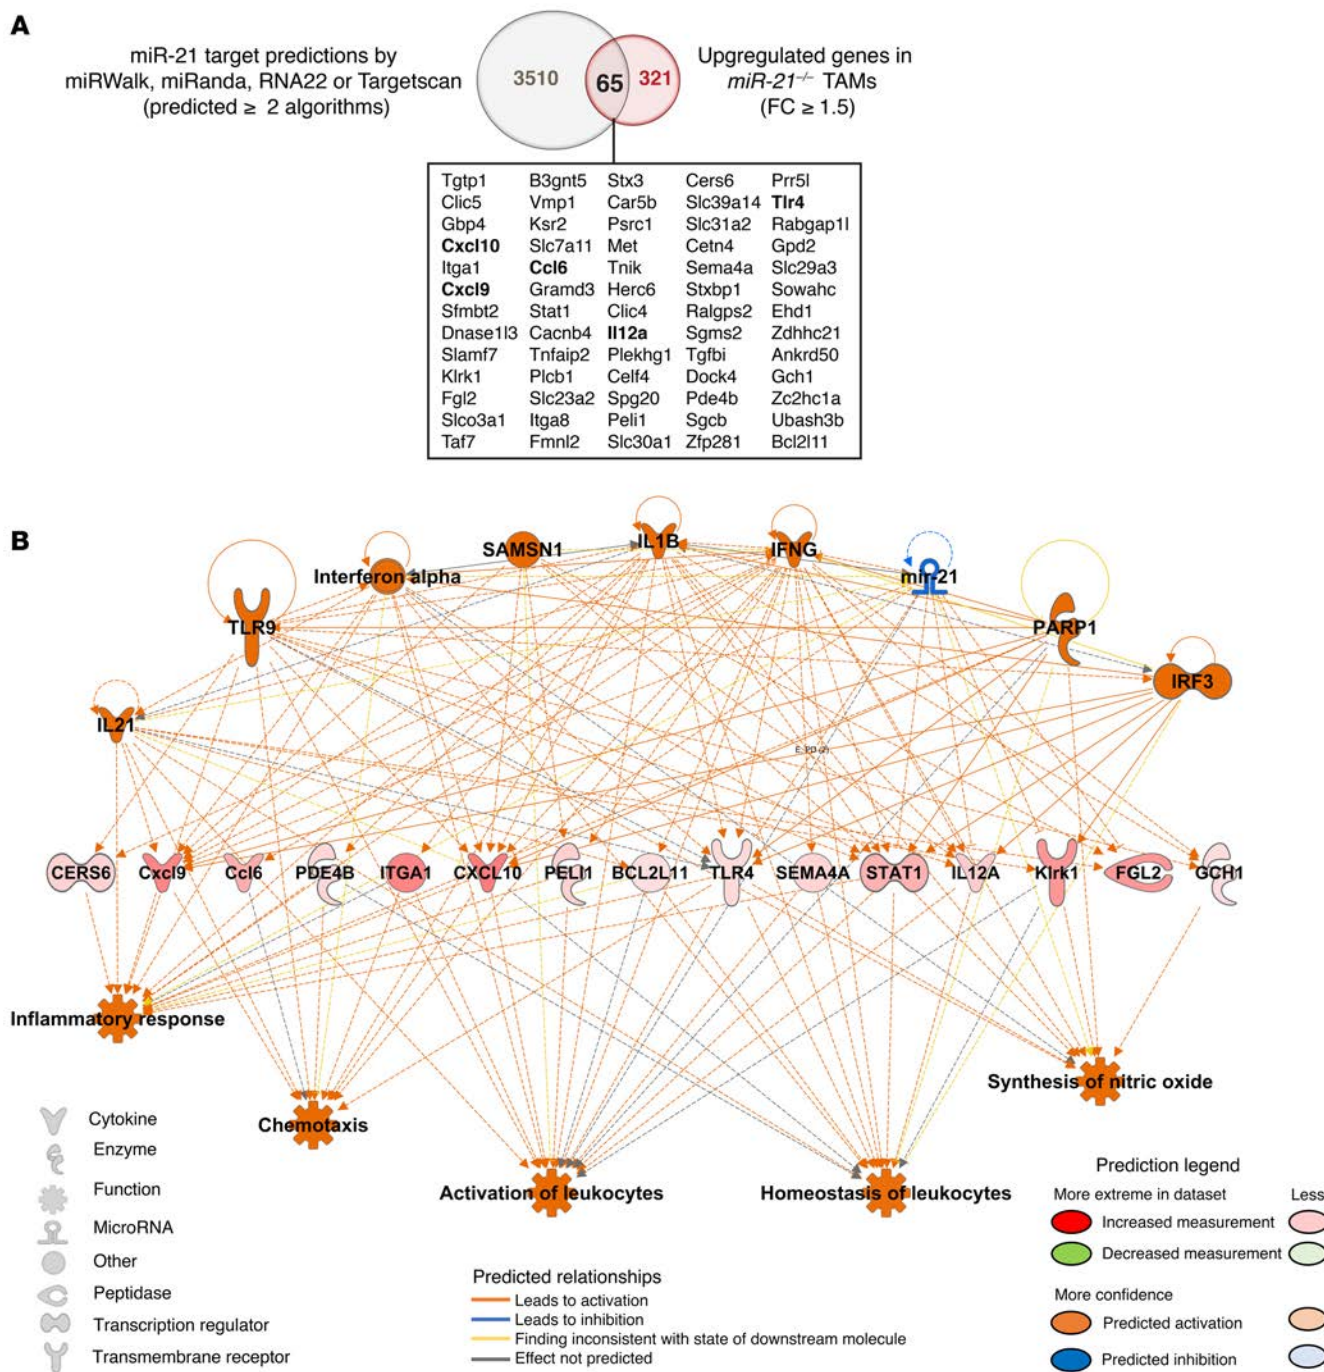 A
miR-21 target predictions by
miRWalk, miRanda, RNA22 or Targetscan
(predicted ≥ 2 algorithms)
3510
65
321
Upgregulated genes in
miR-21–/– TAMs
(FC ≥ 1.5)
Tgtp1 B3gnt5 Stx3 Cers6 Prr5l
Clic5 Vmp1 Car5b Slc39a14 Tlr4
Gbp4 Ksr2 Psrc1 Slc31a2 Rabgap1l
Cxcl10 Slc7a11 Met Cetn4 Gpd2
Itga1 Ccl6 Tnik Sema4a Slc29a3
Cxcl9 Gramd3 Herc6 Stxbp1 Sowahc
Sfmbt2 Stat1 Clic4 Ralgps2 Ehd1
Dnase1l3 Cacnb4 Il12a Sgms2 Zdhhc21
Slamf7 Tnfaip2 Plekhg1 Tgfbi Ankrd50
Klrk1 Plcb1 Celf4 Dock4 Gch1
Fgl2 Slc23a2 Spg20 Pde4b Zc2hc1a
Slco3a1 Itga8 Peli1 Sgcb Ubash3b
Taf7 Fmnl2 Slc30a1 Zfp281 Bcl2l11
B
SAMSN1
IL1B
IFNG
Interferon alpha
mir-21
TLR9
PARP1
IRF3
IL21
E, PD (2)
CERS6 Cxcl9 Ccl6 PDE4B ITGA1 CXCL10 PELI1 BCL2L11 TLR4 SEMA4A STAT1 IL12A Klrk1 FGL2 GCH1
Inflammatory response
Synthesis of nitric oxide
Chemotaxis
Activation of leukocytes
Homeostasis of leukocytes
Cytokine
Enzyme
Function
MicroRNA
Other
Peptidase
Transcription regulator
Transmembrane receptor
Predicted relationships
Leads to activation
Leads to inhibition
Finding inconsistent with state of downstream molecule
Effect not predicted
Prediction legend
More extreme in dataset Less
Increased measurement
Decreased measurement
More confidence
Predicted activation
Predicted inhibition